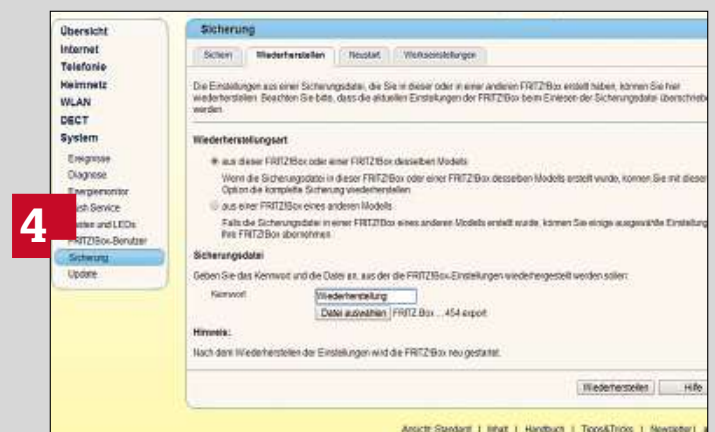 Übersicht
Internet
Telefonie
Heimnetz
WLAN
DECT
System
Ereignisse
Diagnose
Energiemonitor
Push Service
Tasten und LEDs
FRITZ!Box-Benutzer
Sicherung
Update
4
Sicherung
Sichern Wiederherstellen Neustart Werkseinstellungen
Die Einstellungen aus einer Sicherungsdatei, die Sie in dieser oder in einer anderen FRITZ!Box erstellt haben, können Sie hier
wiederherstellen. Beachten Sie bitte, dass die aktuellen Einstellungen der FRITZ!Box beim Einlesen der Sicherungsdatei überschrieb
werden.
Wiederherstellungsart
aus dieser FRITZ!Box oder einer FRITZ!Box desselben Modells
Wenn die Sicherungsdatei in dieser FRITZ!Box oder einer FRITZ!Box desselben Modells erstellt wurde, können Sie mit dieser
Option die komplette Sicherung wiederherstellen.
aus einer FRITZ!Box eines anderen Modells
Falls die Sicherungsdatei in einer FRITZ!Box eines anderen Modells erstellt wurde, können Sie einige ausgewählte Einstellung
Ihre FRITZ!Box übernehmen.
Sicherungsdatei
Geben Sie das Kennwort und die Datei an, aus der die FRITZ!Box-Einstellungen wiederhergestellt werden sollen:
Kennwort Wiederherstellung
Datei auswählen FRITZ.Box ...454.export
Hinweis:
Nach dem Wiederherstellen der Einstellungen wird die FRITZ!Box neu gestartet.
Wiederherstellen Hilfe
Ansicht: Standard | Inhalt | Handbuch | Tipps&Tricks | Newsletter |